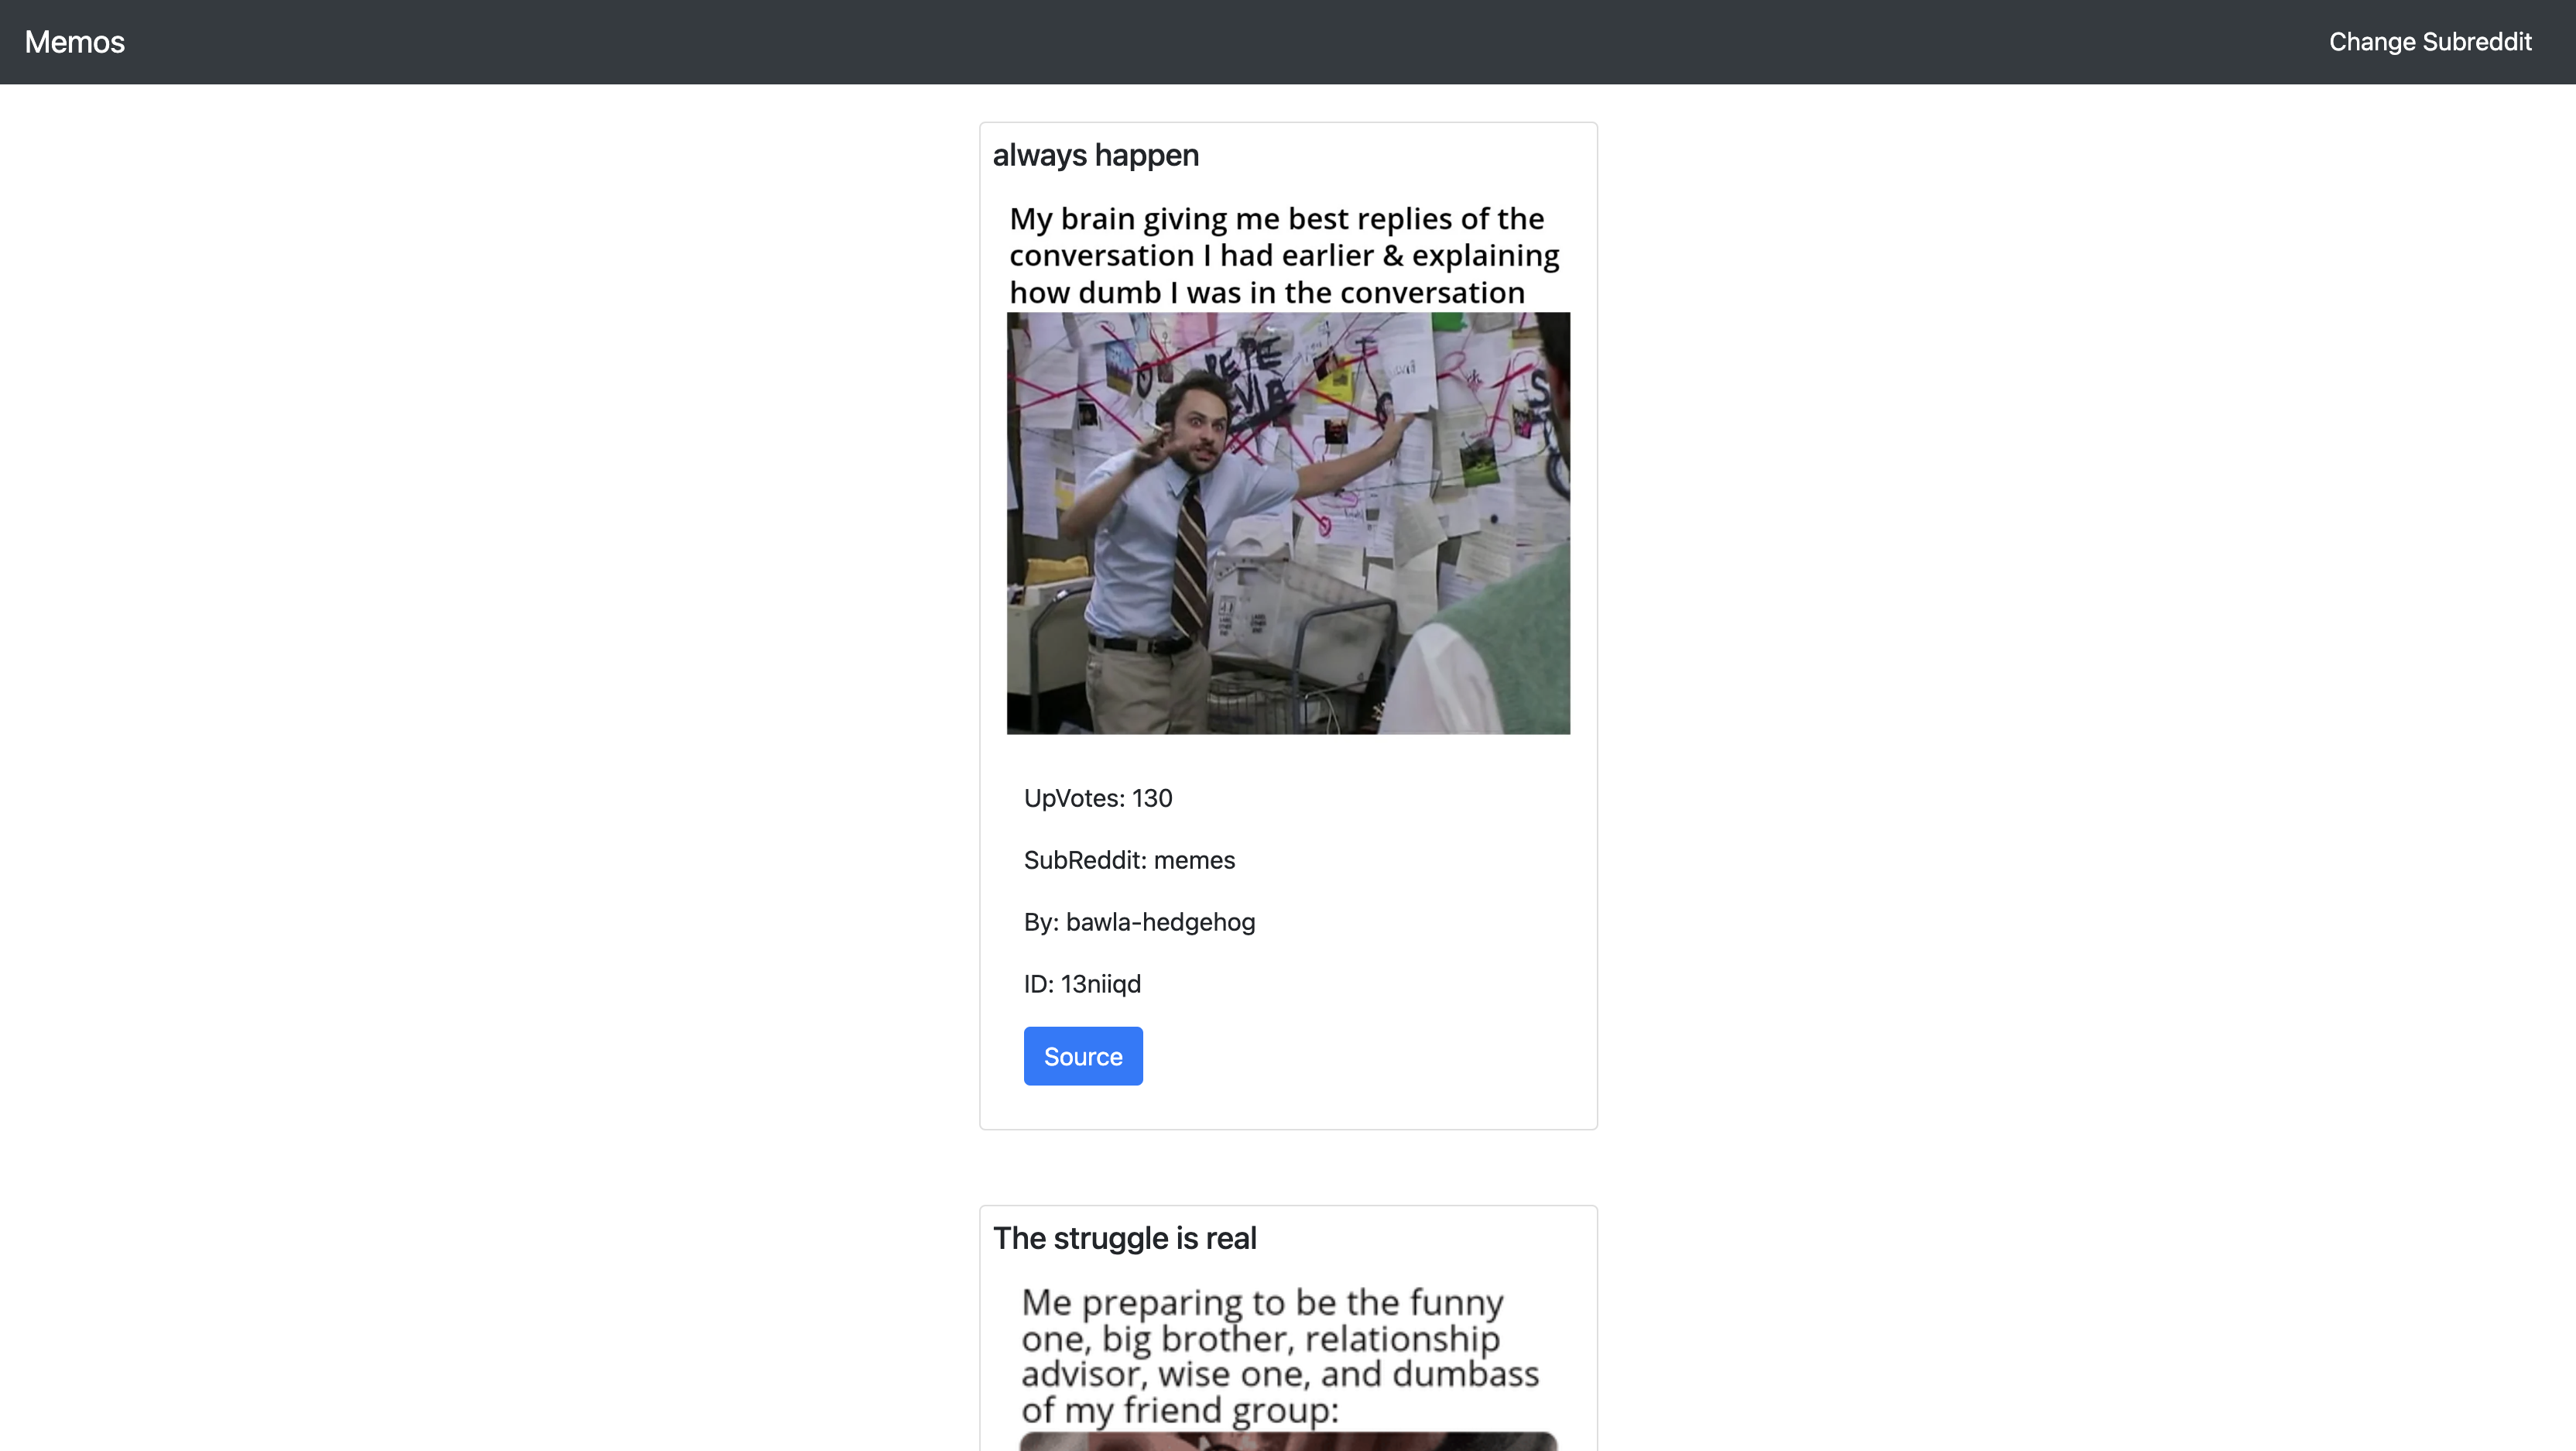 Memos
Change Subreddit
always happen
My brain giving me best replies of the
conversation I had earlier & explaining
how dumb I was in the conversation
PEPE
SILVIA
UpVotes: 130
SubReddit: memes
By: bawla-hedgehog
ID: 13niiqd
Source
The struggle is real
Me preparing to be the funny
one, big brother, relationship
advisor, wise one, and dumbass
of my friend group: